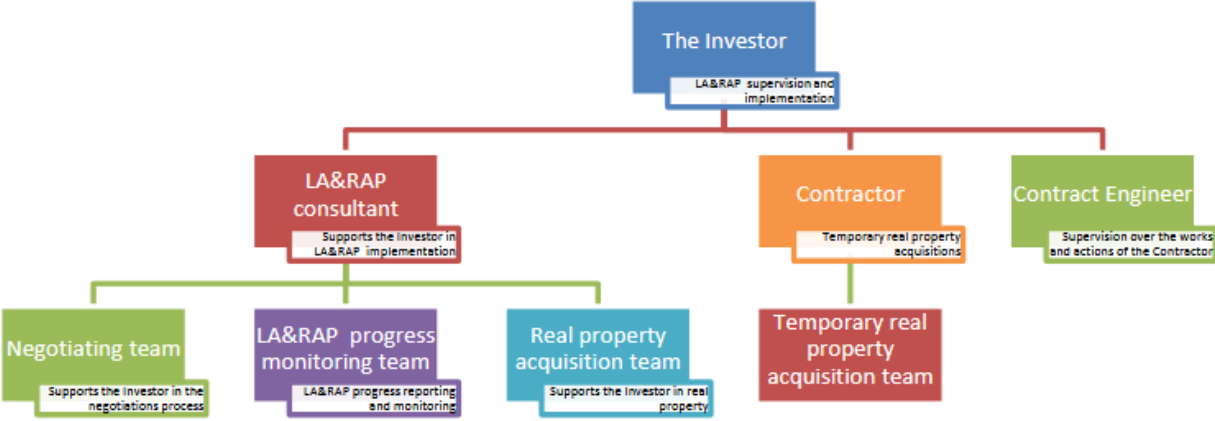 The Investor
LA&RAP supervision and
implementation
LA&RAP
consultant
Supports the Investor in
LA&RAP implementation
Contractor
Temporary real property
acquisitions
Contract Engineer
Supervision over the works
and actions of the Contractor
Negotiating team
Supports the Investor in the
negotiations process
LA&RAP progress
monitoring team
LA&RAP progress reporting
and monitoring
Real property
acquisition team
Supports the Investor in real
property
Temporary real
property
acquisition team